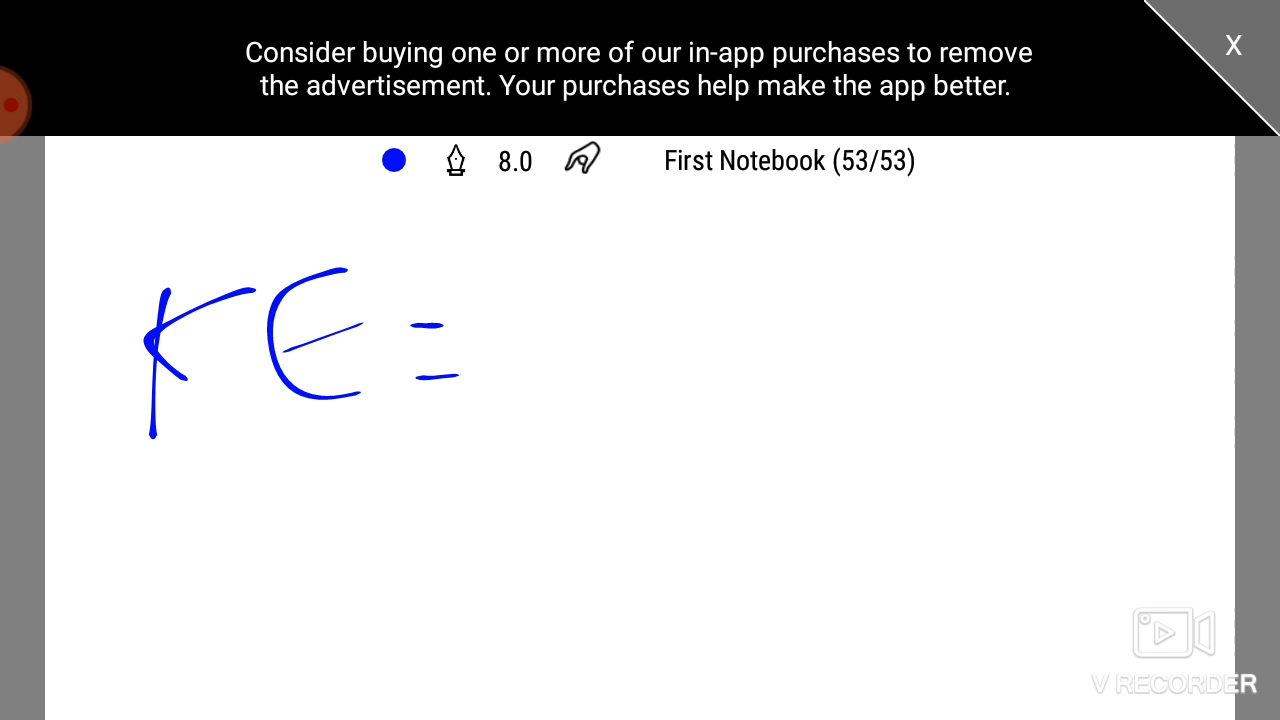 Consider buying one or more of our in-app purchases to remove
the advertisement. Your purchases help make the app better.
X
8.0 First Notebook (53/53)
KE =
V RECORDER